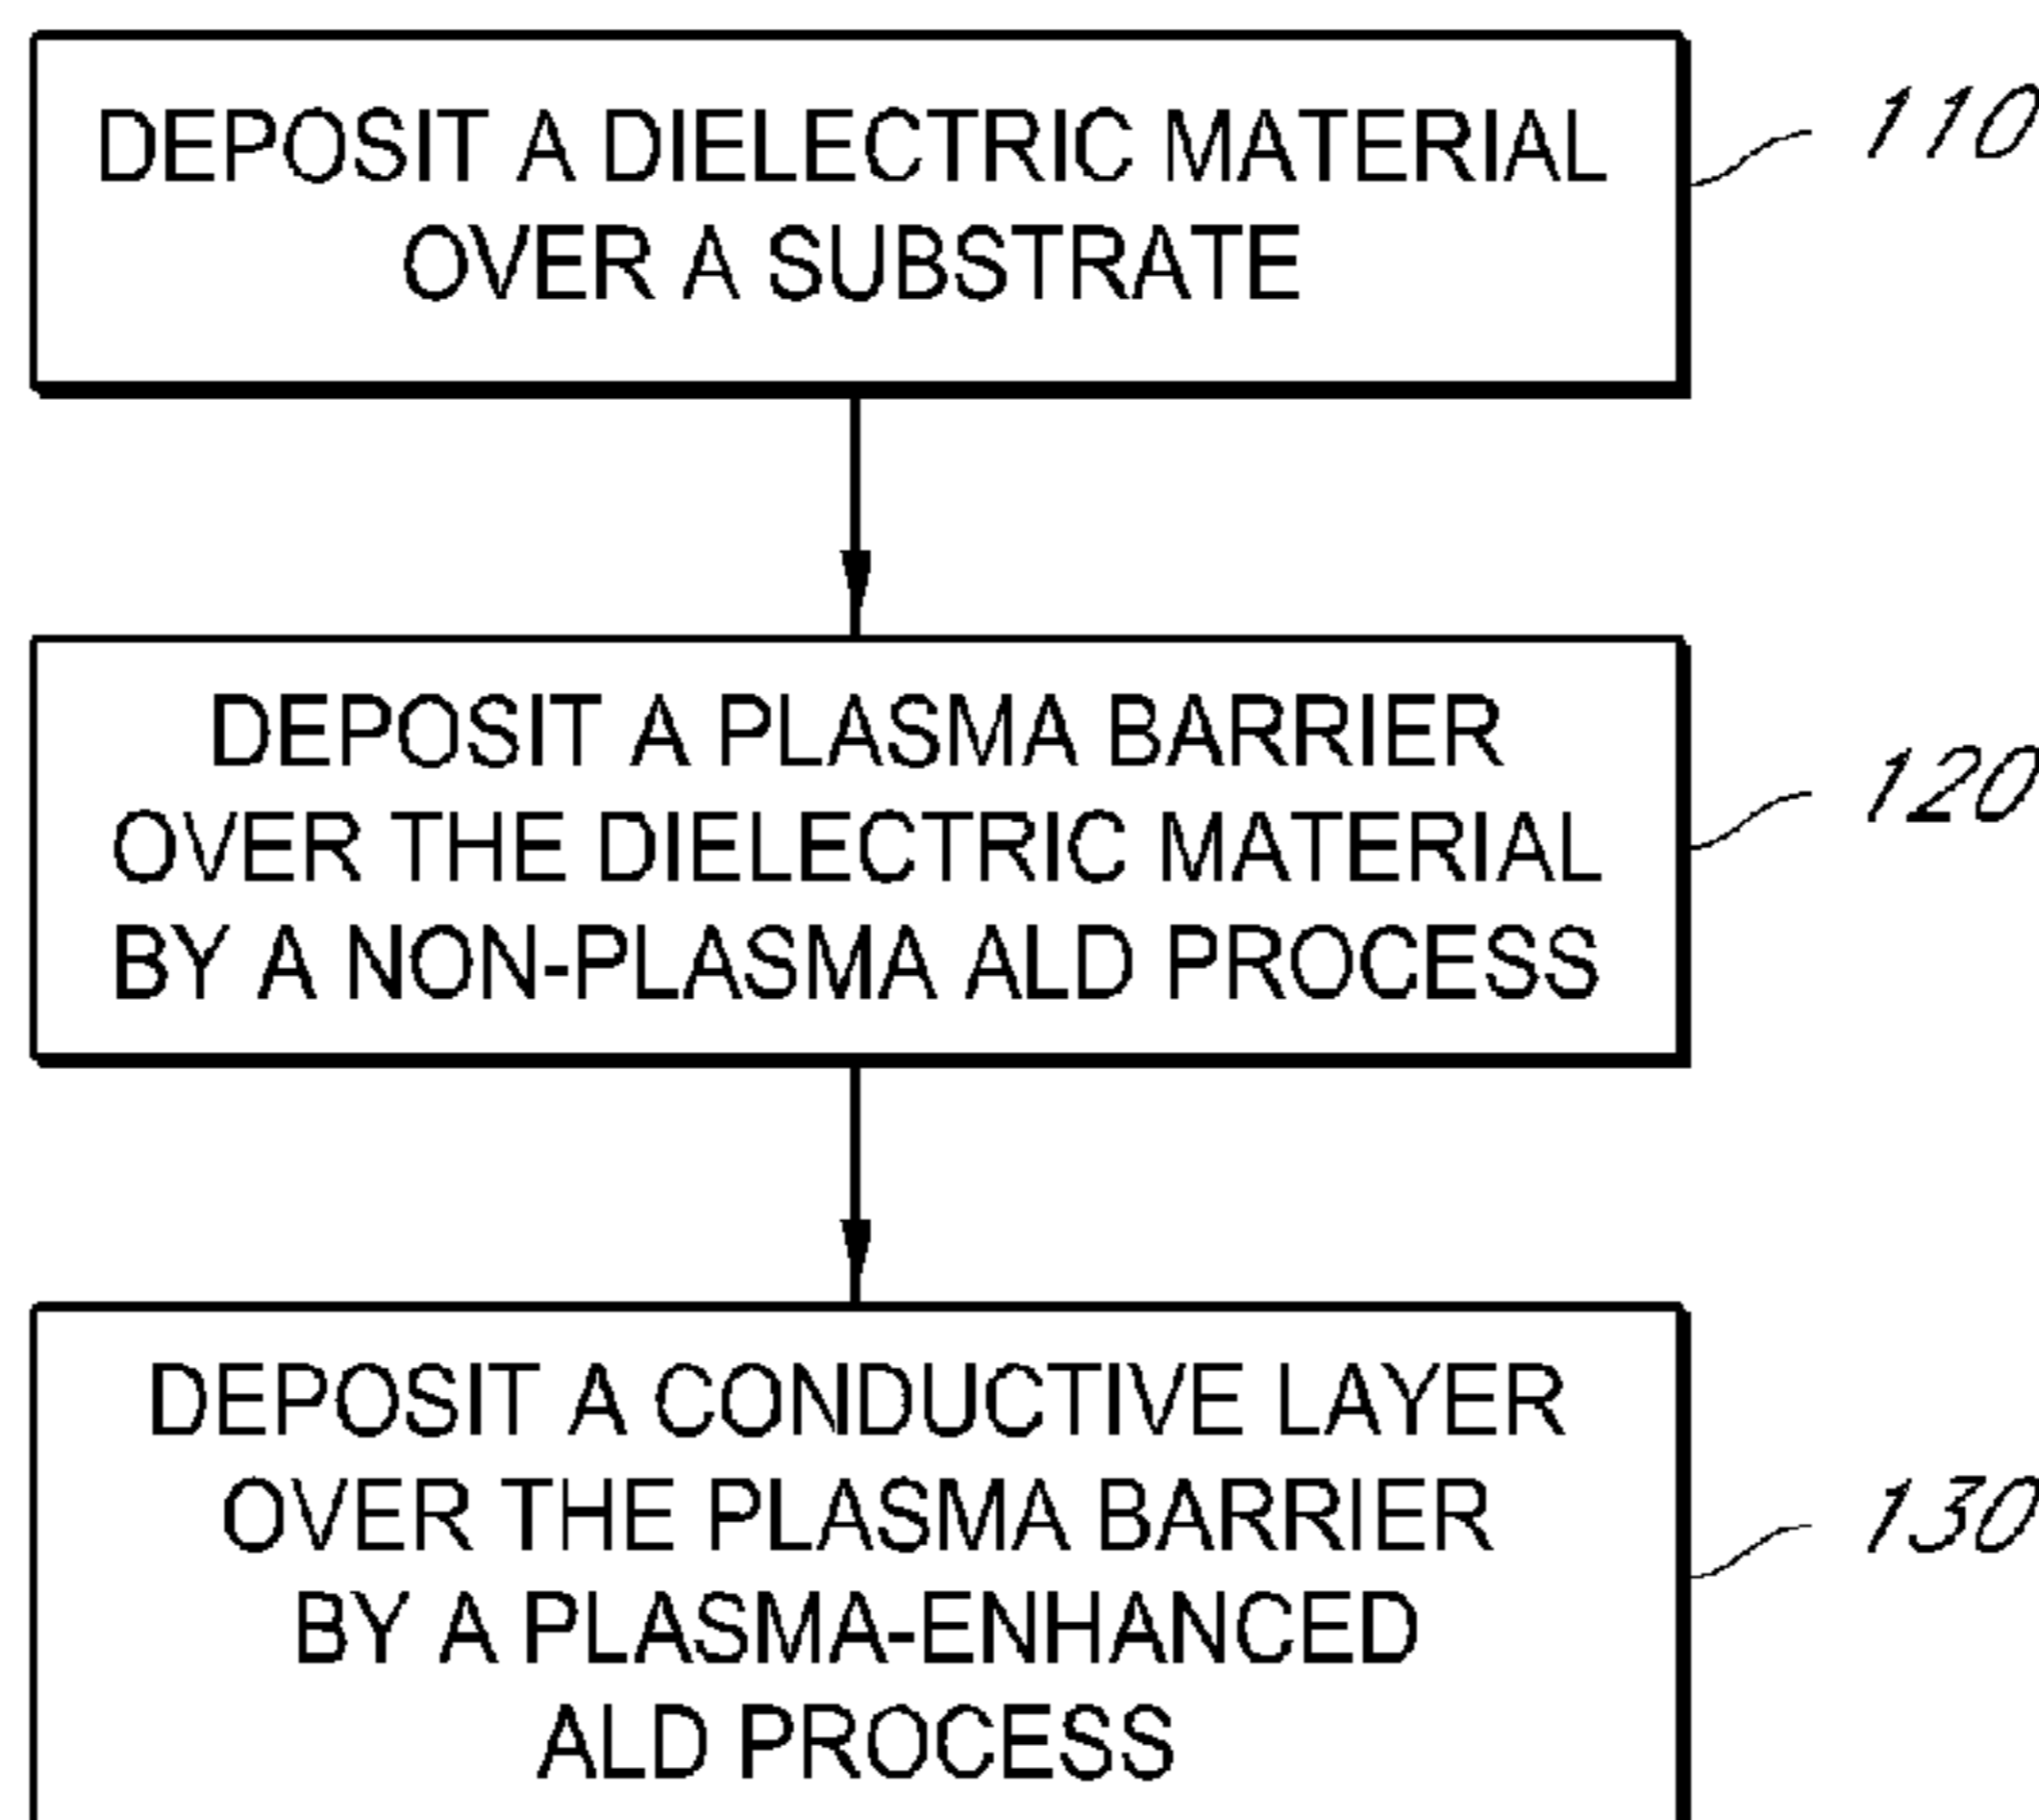 DEPOSIT A DIELECTRIC MATERIAL
OVER A SUBSTRATE
110
DEPOSIT A PLASMA BARRIER
OVER THE DIELECTRIC MATERIAL
BY A NON-PLASMA ALD PROCESS
120
DEPOSIT A CONDUCTIVE LAYER
OVER THE PLASMA BARRIER
BY A PLASMA-ENHANCED
ALD PROCESS
130